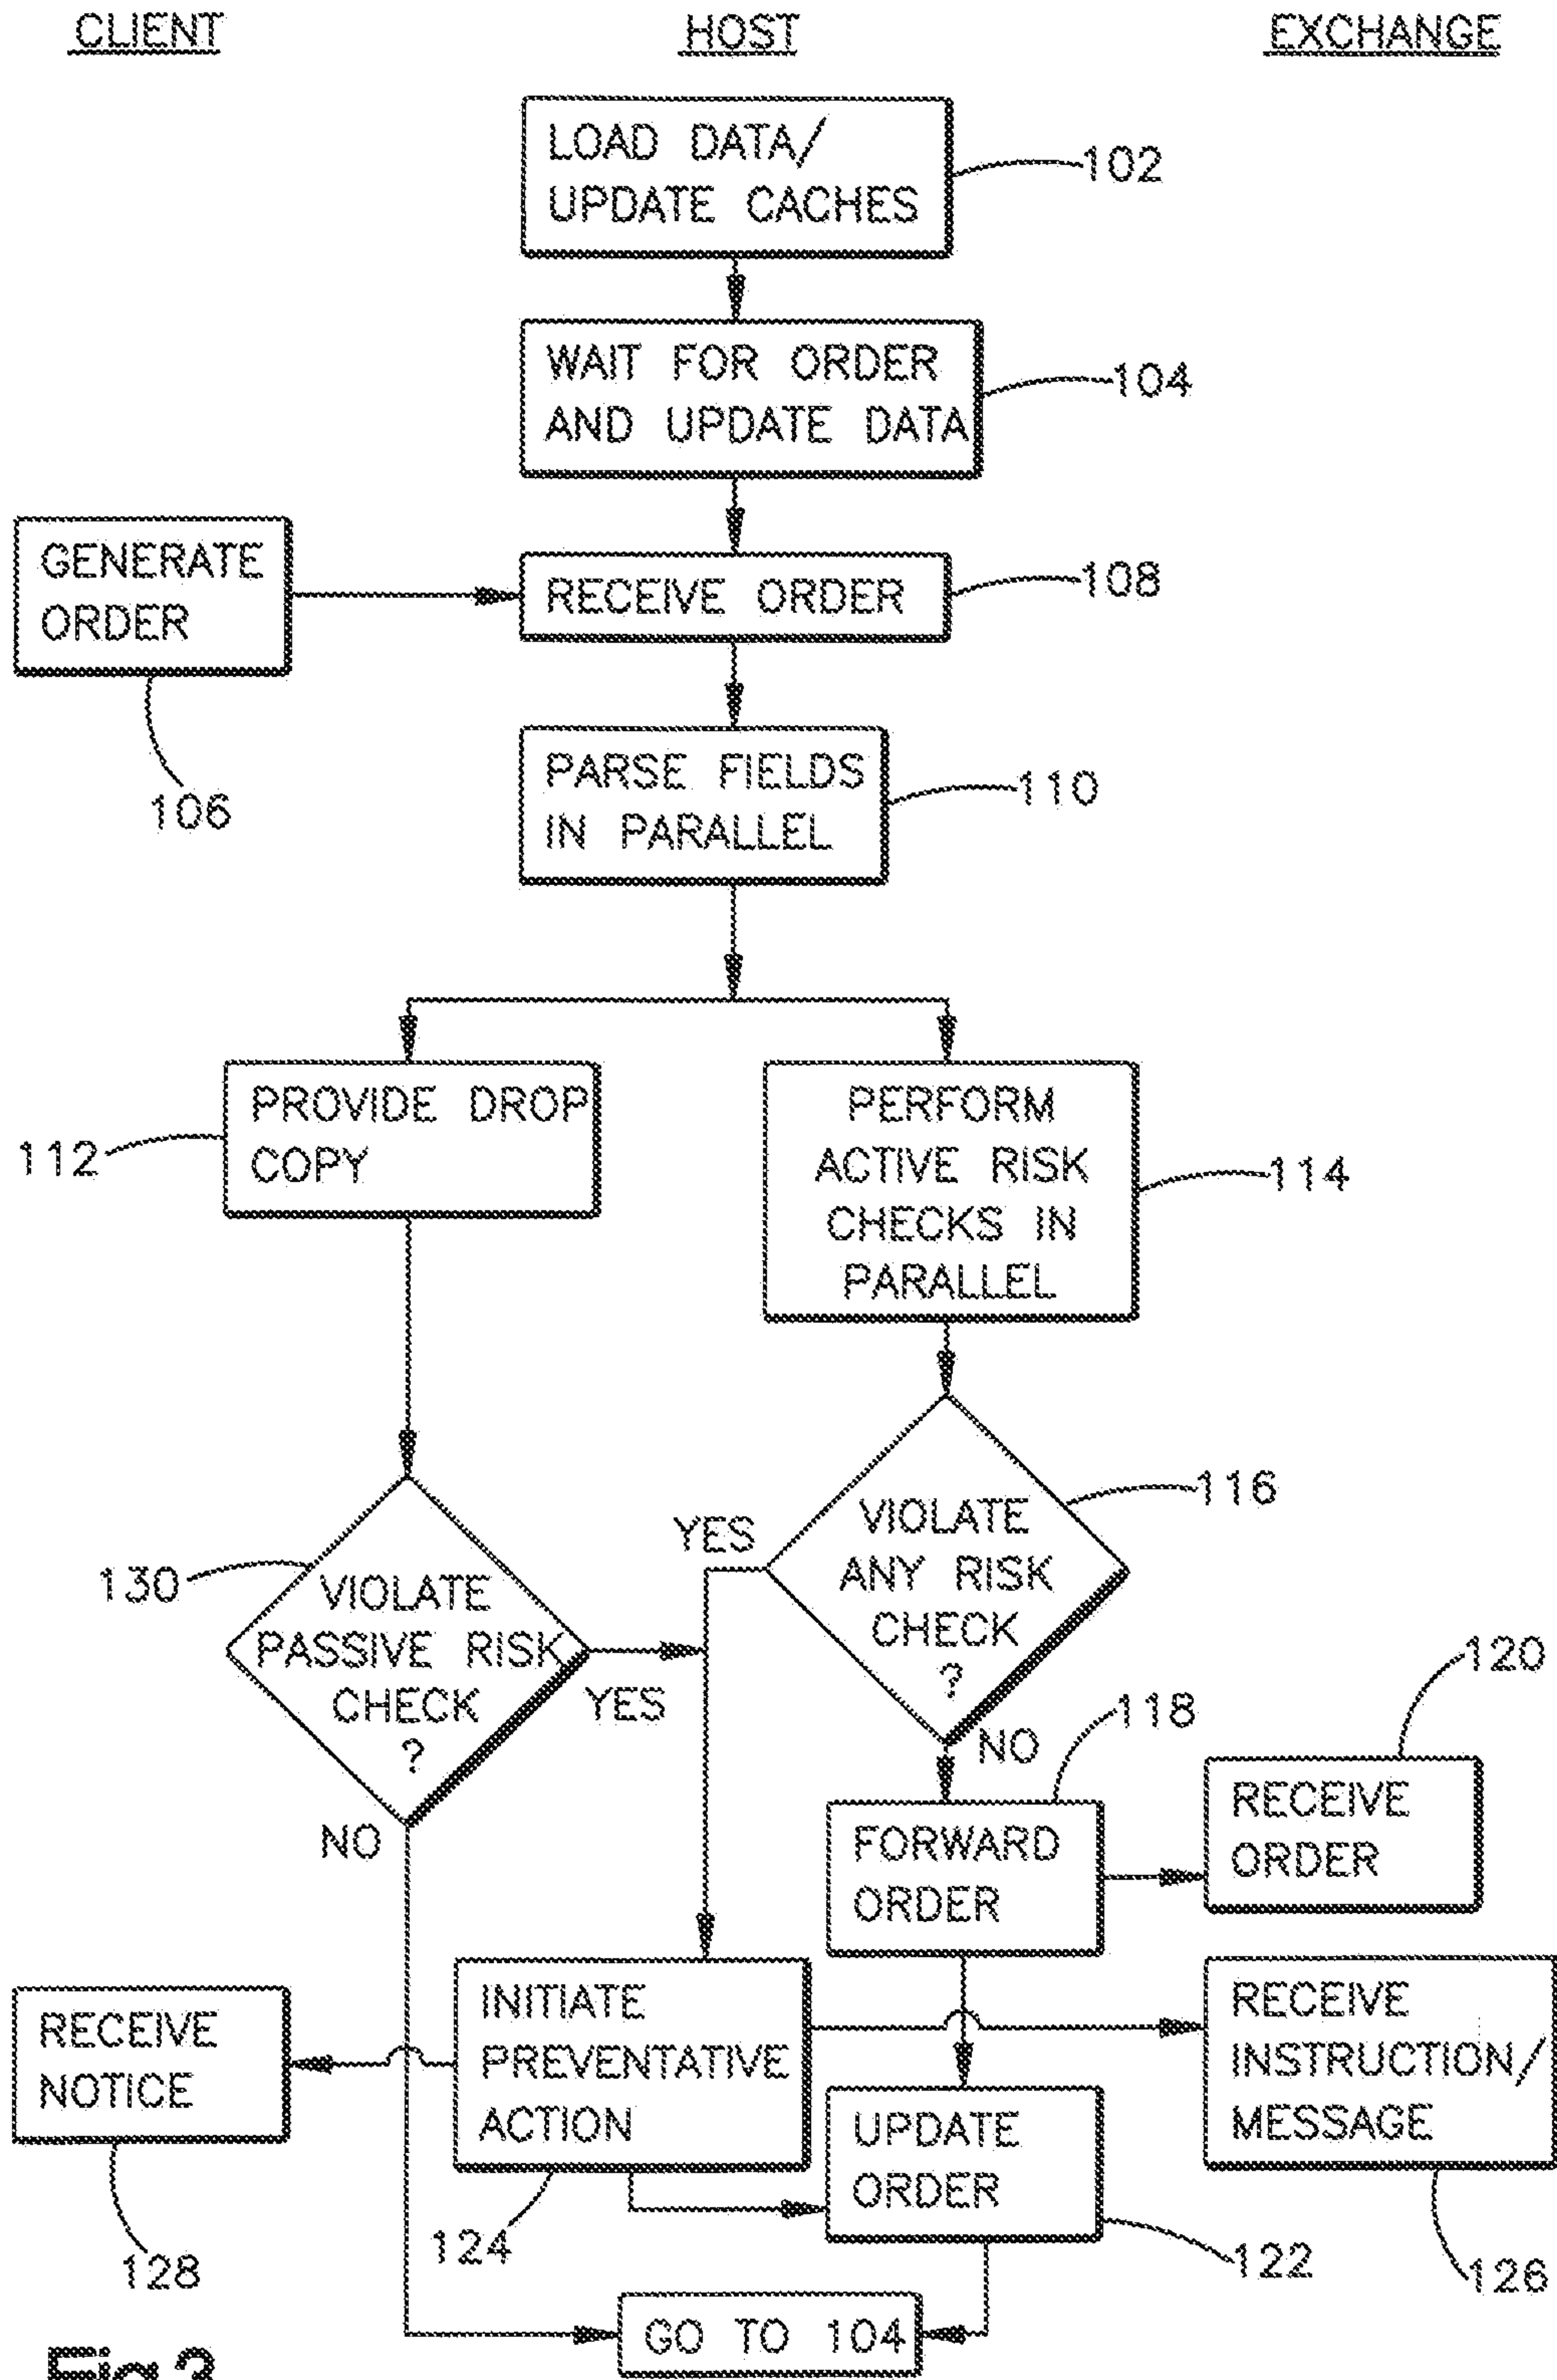 CLIENT
HOST
EXCHANGE
LOAD DATA/
UPDATE CACHES
102
WAIT FOR ORDER
AND UPDATE DATA
104
GENERATE
ORDER
106
RECEIVE ORDER
108
PARSE FIELDS
IN PARALLEL
110
PROVIDE DROP
COPY
112
PERFORM
ACTIVE RISK
CHECKS IN
PARALLEL
114
VIOLATE
ANY RISK
CHECK
?
116
YES
NO
130
VIOLATE
PASSIVE RISK
CHECK
?
YES
NO
118
FORWARD
ORDER
120
RECEIVE
ORDER
RECEIVE
NOTICE
128
INITIATE
PREVENTATIVE
ACTION
124
UPDATE
ORDER
122
RECEIVE
INSTRUCTION/
MESSAGE
126
GO TO 104
Fig.3